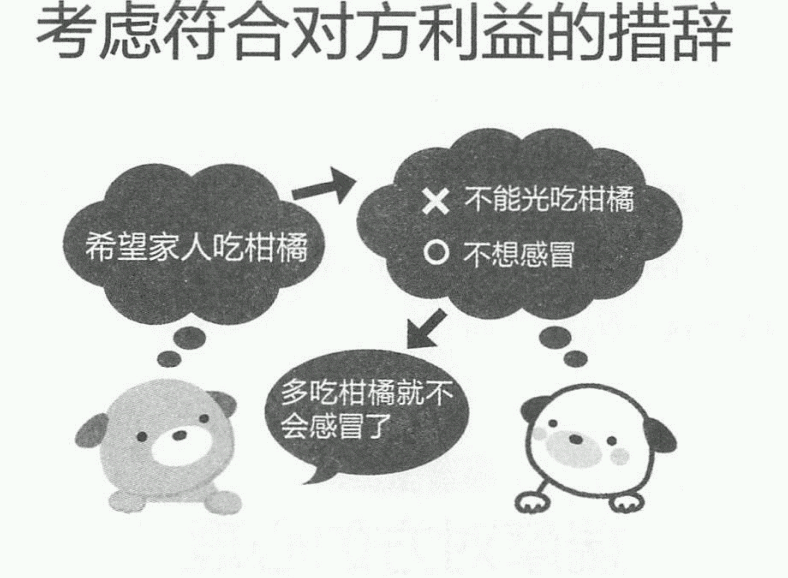 考虑符合对方利益的措辞
希望家人吃柑橘
× 不能光吃柑橘
○ 不想感冒
多吃柑橘就不
会感冒了